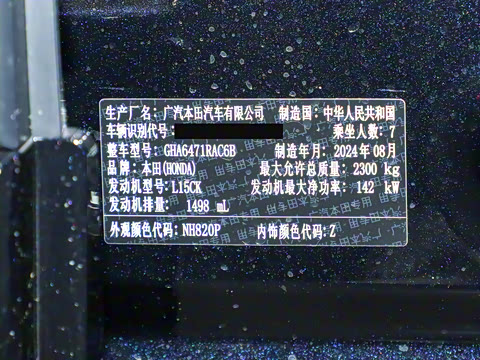 生产厂名：广汽本田汽车有限公司 制造国：中华人民共和国
车辆识别代号： 乘坐人数：7
整车型号：GHA6471RAC6B 制造年月：2024年08月
品牌：本田(HONDA) 最大允许总质量：2300 kg
发动机型号：L15CK 发动机最大净功率：142 kW
发动机排量： 1498 mL
外观颜色代码：NH820P 内饰颜色代码：Z